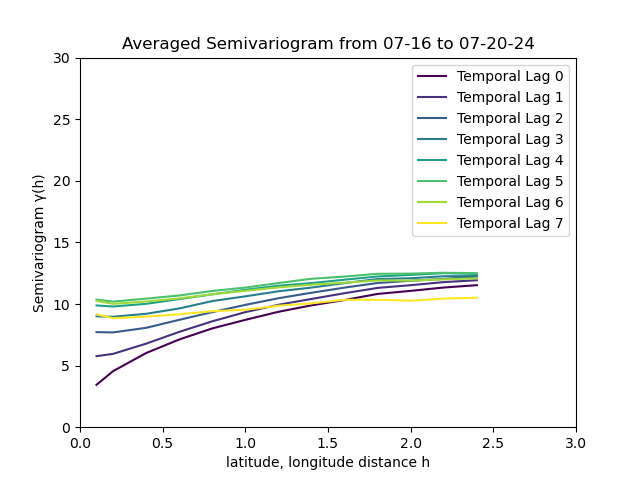 Averaged Semivariogram from 07-16 to 07-20-24
30
25
20
15
10
5
0
Semivariogram γ(h)
Temporal Lag 0
Temporal Lag 1
Temporal Lag 2
Temporal Lag 3
Temporal Lag 4
Temporal Lag 5
Temporal Lag 6
Temporal Lag 7
0.0 0.5 1.0 1.5 2.0 2.5 3.0
latitude, longitude distance h